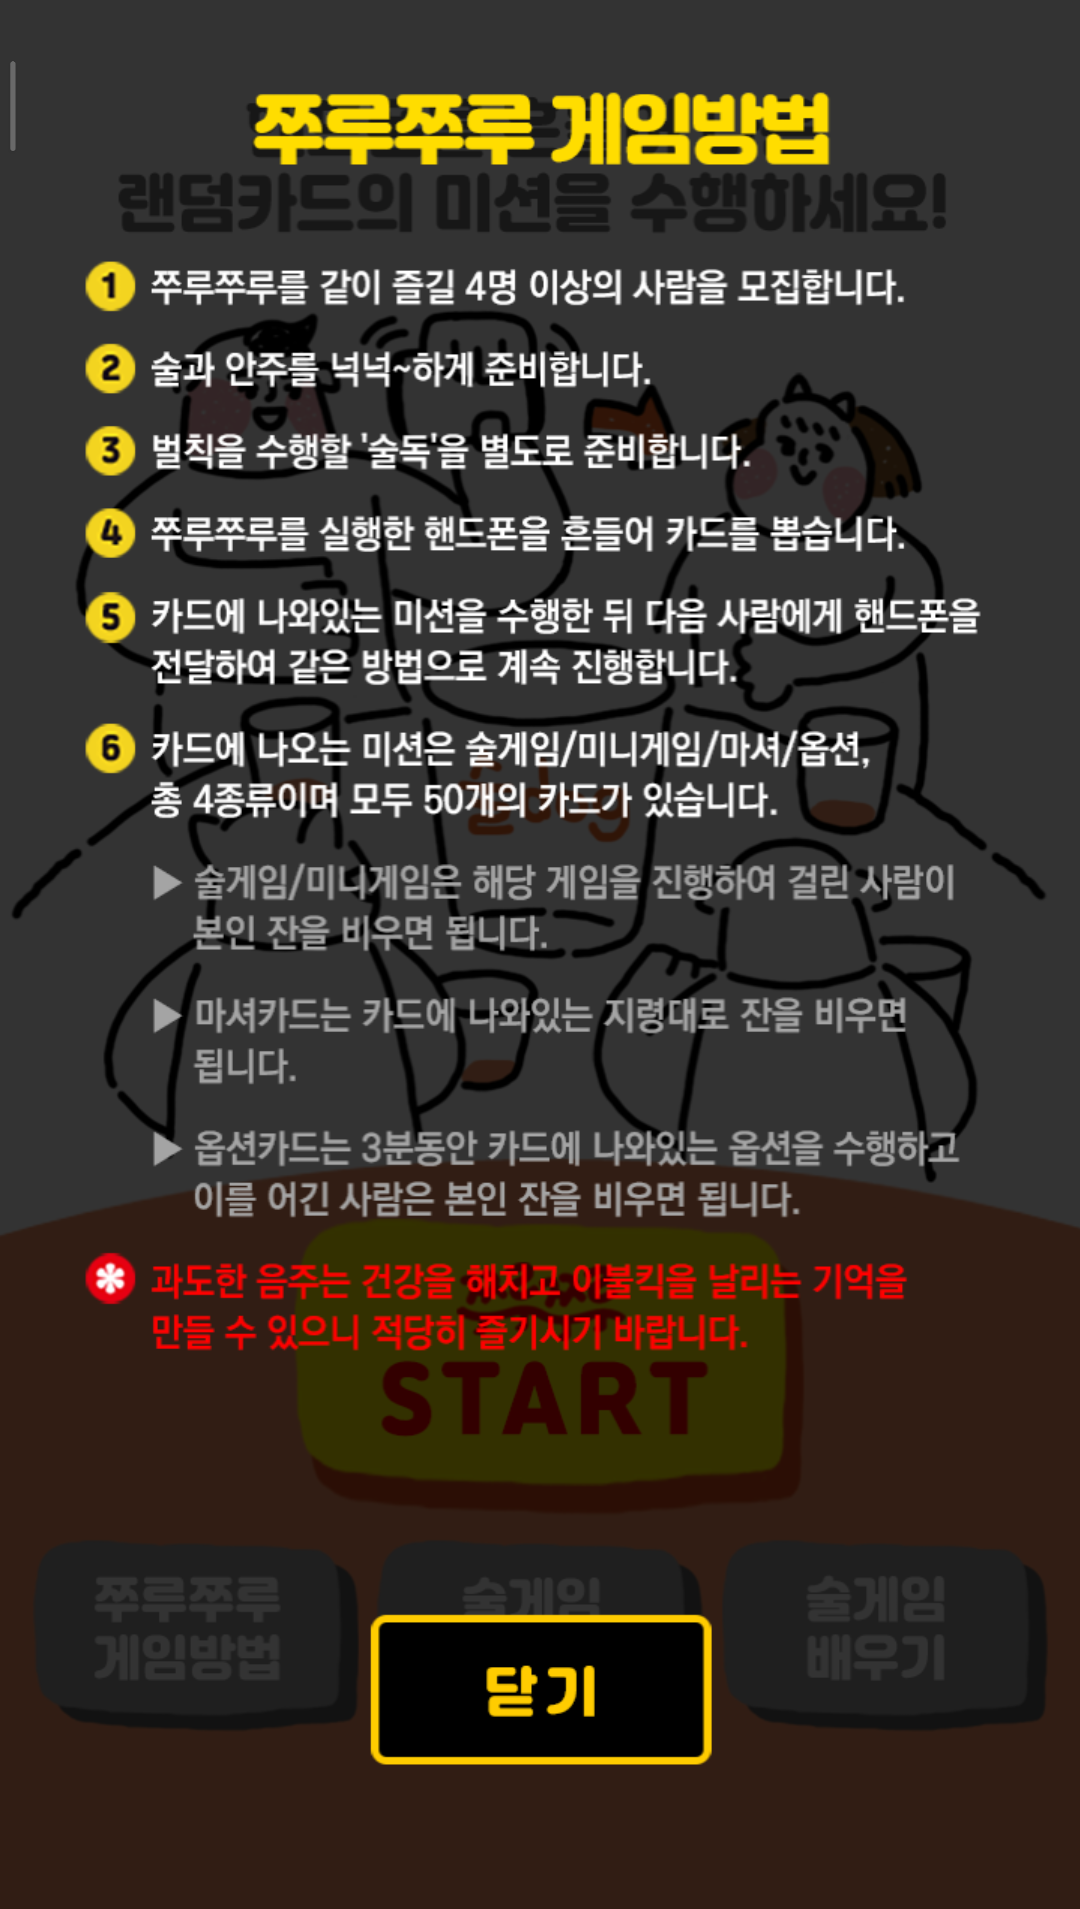 쭈루쭈루 게임방법
랜덤카드의 미션을 수행하세요!
1 쭈루쭈루를 같이 즐길 4명 이상의 사람을 모집합니다.
2 술과 안주를 넉넉~하게 준비합니다.
3 벌칙을 수행할 '술독'을 별도로 준비합니다.
4 쭈루쭈루를 실행한 핸드폰을 흔들어 카드를 뽑습니다.
5 카드에 나와있는 미션을 수행한 뒤 다음 사람에게 핸드폰을
전달하여 같은 방법으로 계속 진행합니다.
6 카드에 나오는 미션은 술게임/미니게임/마셔/옵션,
총 4종류이며 모두 50개의 카드가 있습니다.
술dog
▶ 술게임/미니게임은 해당 게임을 진행하여 걸린 사람이
본인 잔을 비우면 됩니다.
▶ 마셔카드는 카드에 나와있는 지령대로 잔을 비우면
됩니다.
▶ 옵션카드는 3분동안 카드에 나와있는 옵션을 수행하고
이를 어긴 사람은 본인 잔을 비우면 됩니다.
✽ 과도한 음주는 건강을 해치고 이불킥을 날리는 기억을
만들 수 있으니 적당히 즐기시기 바랍니다.
START
쭈루쭈루
게임방법
술게임
술게임
배우기
닫기